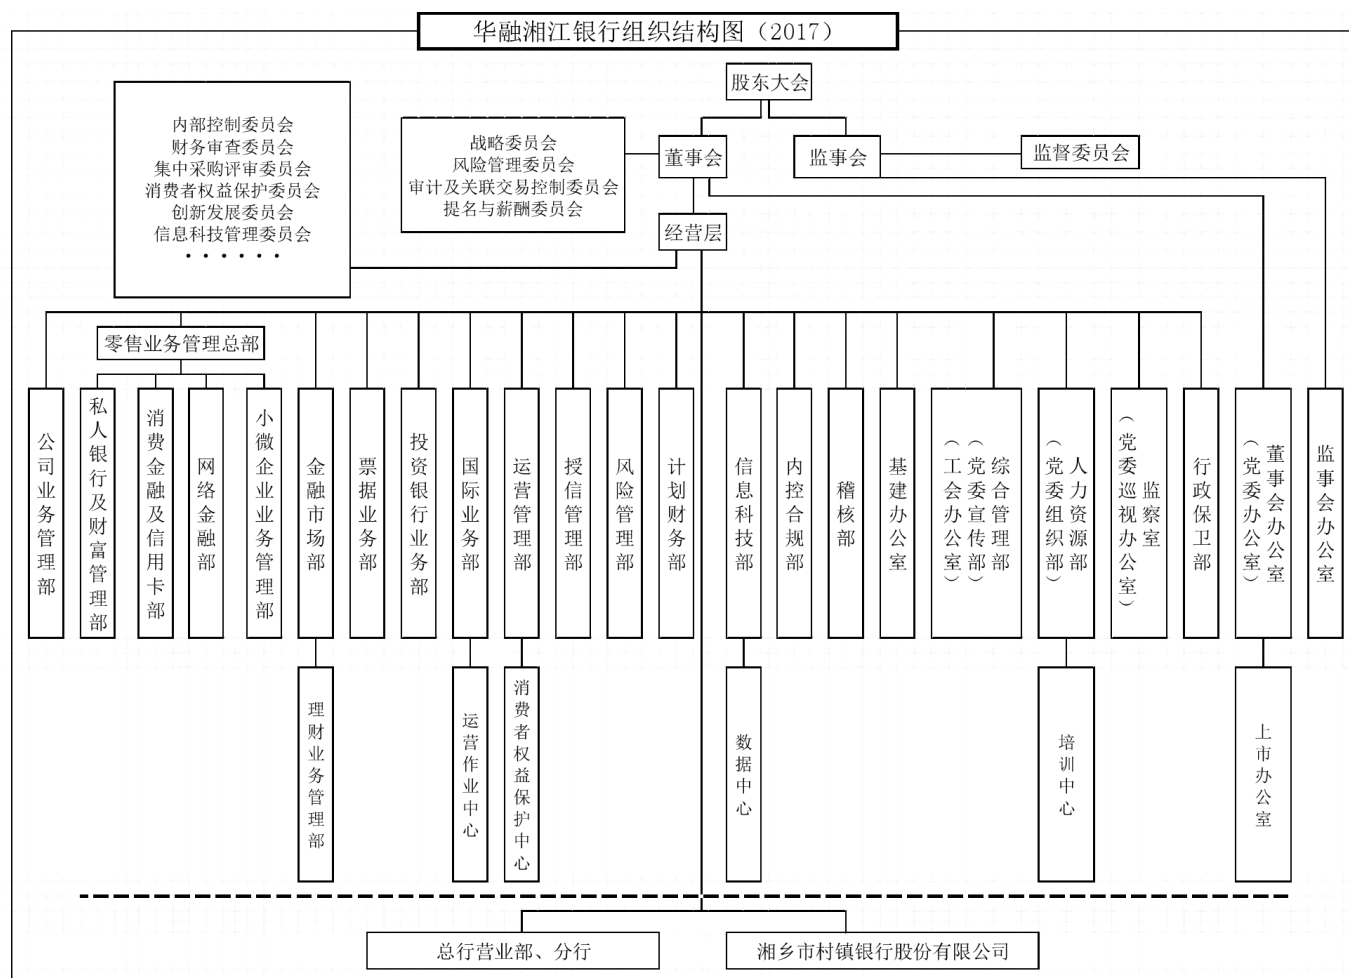 华融湘江银行组织结构图（2017）
股东大会
内部控制委员会
财务审查委员会
集中采购评审委员会
消费者权益保护委员会
创新发展委员会
信息科技管理委员会
······
战略委员会
风险管理委员会
审计及关联交易控制委员会
提名与薪酬委员会
董事会
监事会
监督委员会
经营层
零售业务管理总部
公司业务管理部
私人银行及财富管理部
消费金融及信用卡部
网络金融部
小微企业业务管理部
金融市场部
票据业务部
投资银行业务部
国际业务部
运营管理部
授信管理部
风险管理部
计划财务部
信息科技部
内控合规部
稽核部
基建办公室
综合管理部
（党委宣传部）
（工会办公室）
人力资源部
（党委组织部）
监察室
（党委巡视办公室）
行政保卫部
董事会办公室
（党委办公室）
监事会办公室
理财业务管理部
运营作业中心
消费者权益保护中心
数据中心
培训中心
上市办公室
总行营业部、分行
湘乡市村镇银行股份有限公司